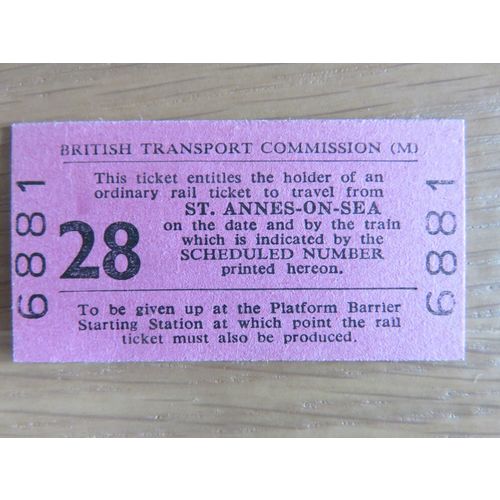 BRITISH TRANSPORT COMMISSION (M)
This ticket entitles the holder of an
ordinary rail ticket to travel from
ST. ANNES-ON-SEA
on the date and by the train
which is indicated by the
SCHEDULED NUMBER
printed hereon.
28
To be given up at the Platform Barrier
Starting Station at which point the rail
ticket must also be produced.
6881
6881